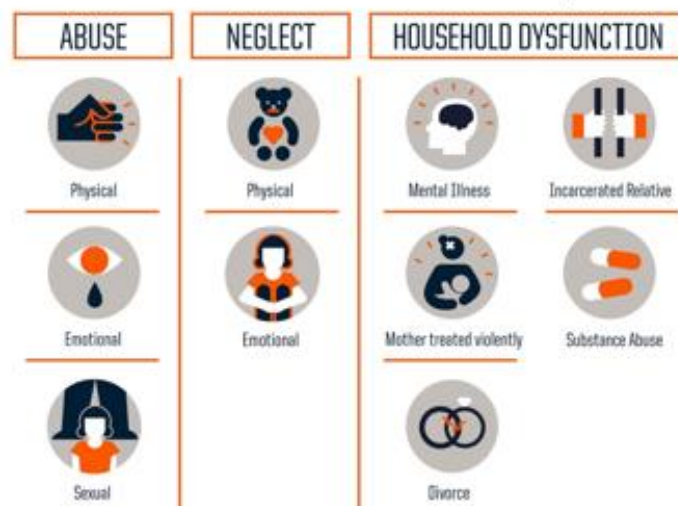 ABUSE
NEGLECT
HOUSEHOLD DYSFUNCTION
Physical
Physical
Mental Illness
Incarcerated Relative
Emotional
Emotional
Mother treated violently
Substance Abuse
Sexual
Divorce